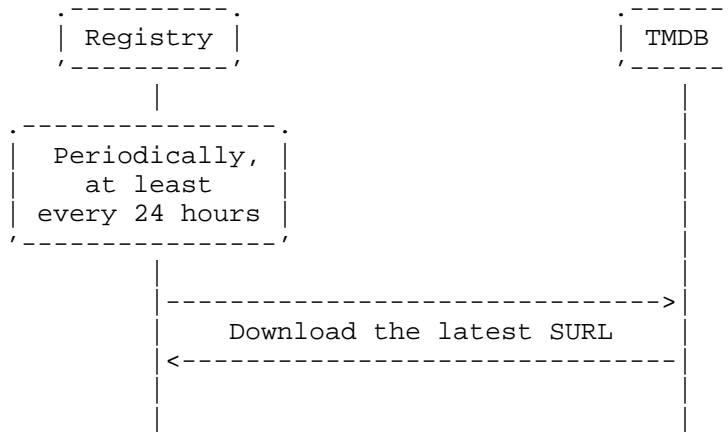 Registry
TMDB
Periodically,
at least
every 24 hours
Download the latest SURL